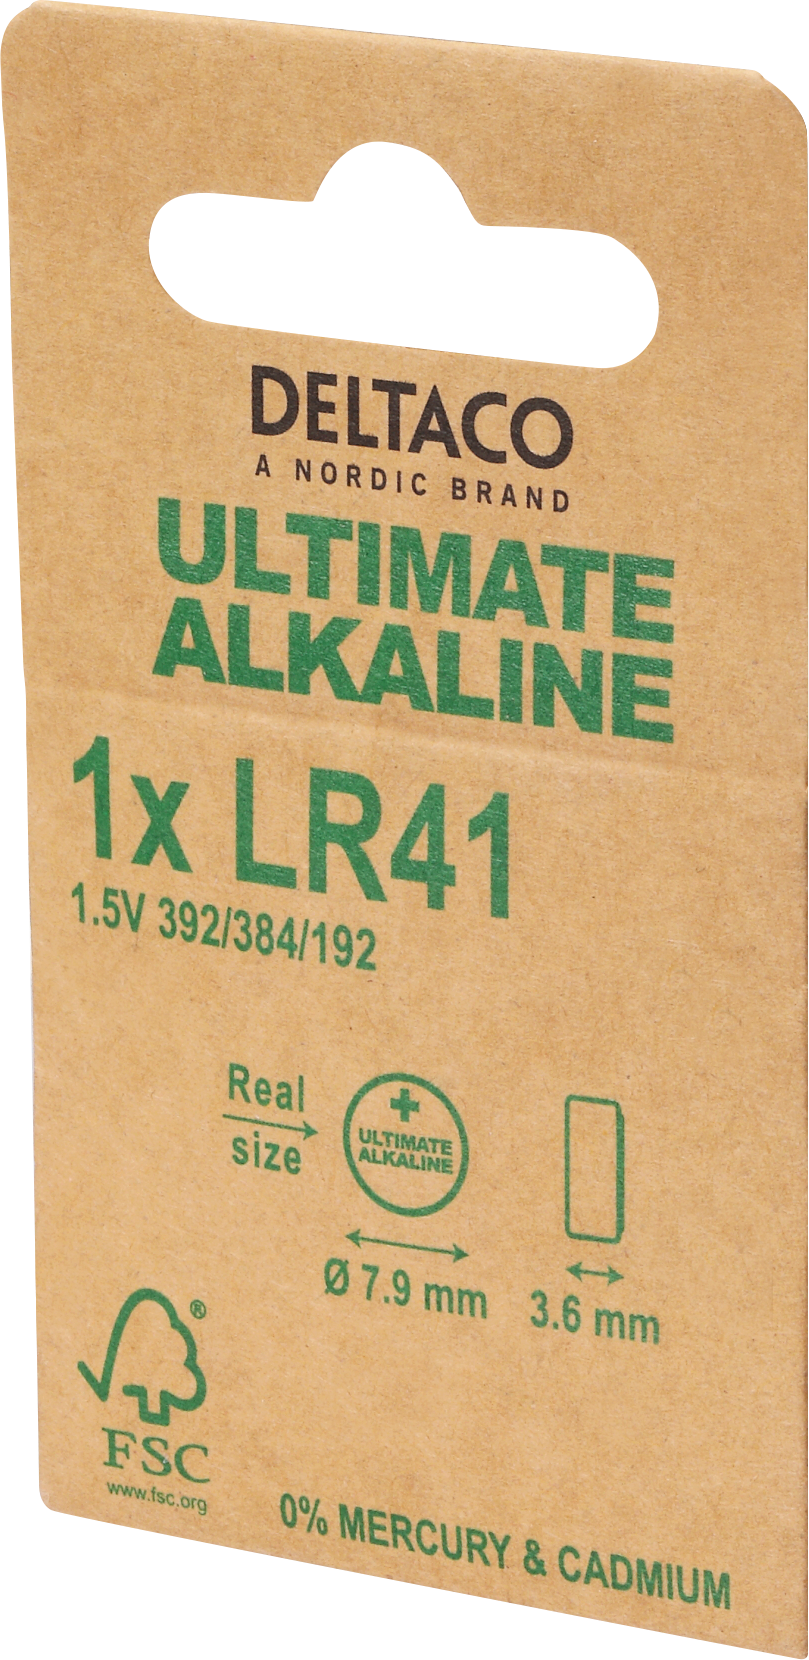 DELTACO
A NORDIC BRAND
ULTIMATE
ALKALINE
1x LR41
1.5V 392/384/192
Real
size
ULTIMATE
ALKALINE
Ø 7.9 mm
3.6 mm
®
FSC
www.fsc.org
0% MERCURY & CADMIUM